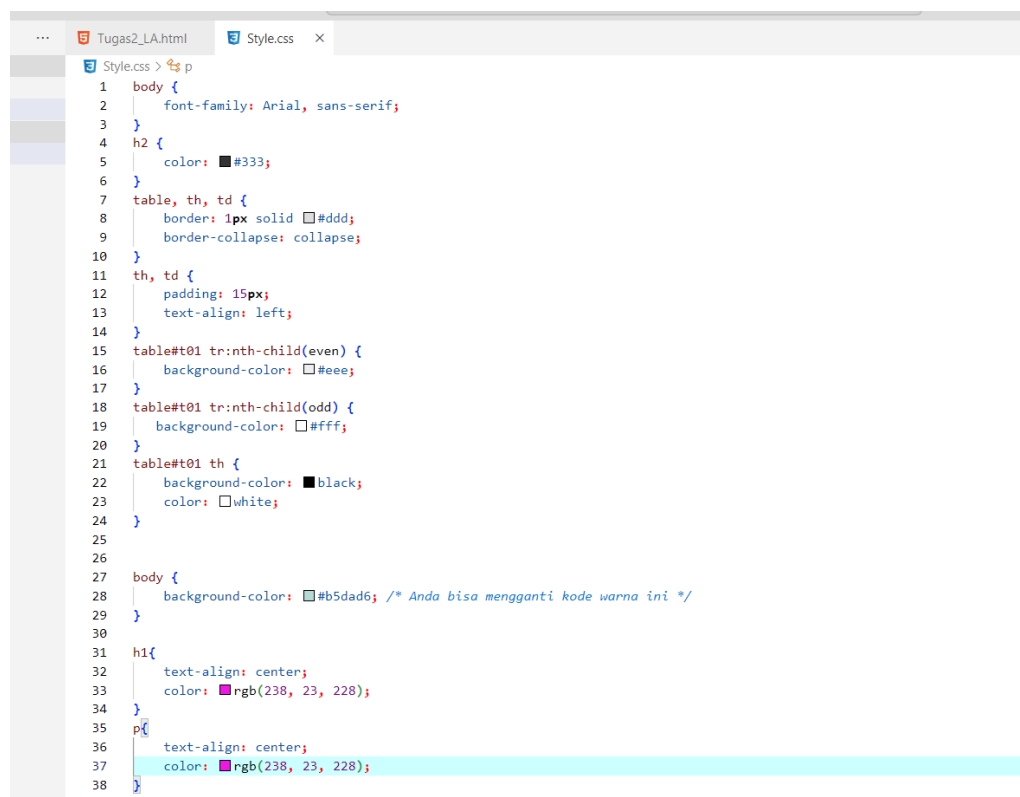 ... Tugas2_LA.html Style.css ×
Style.css > p
1 body {
2 font-family: Arial, sans-serif;
3 }
4 h2 {
5 color: #333;
6 }
7 table, th, td {
8 border: 1px solid #ddd;
9 border-collapse: collapse;
10 }
11 th, td {
12 padding: 15px;
13 text-align: left;
14 }
15 table#t01 tr:nth-child(even) {
16 background-color: #eee;
17 }
18 table#t01 tr:nth-child(odd) {
19 background-color: #fff;
20 }
21 table#t01 th {
22 background-color: black;
23 color: white;
24 }
25
26
27 body {
28 background-color: #b5dad6; /* Anda bisa mengganti kode warna ini */
29 }
30
31 h1{
32 text-align: center;
33 color: rgb(238, 23, 228);
34 }
35 p{
36 text-align: center;
37 color: rgb(238, 23, 228);
38 }